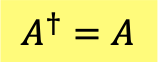 A† = A